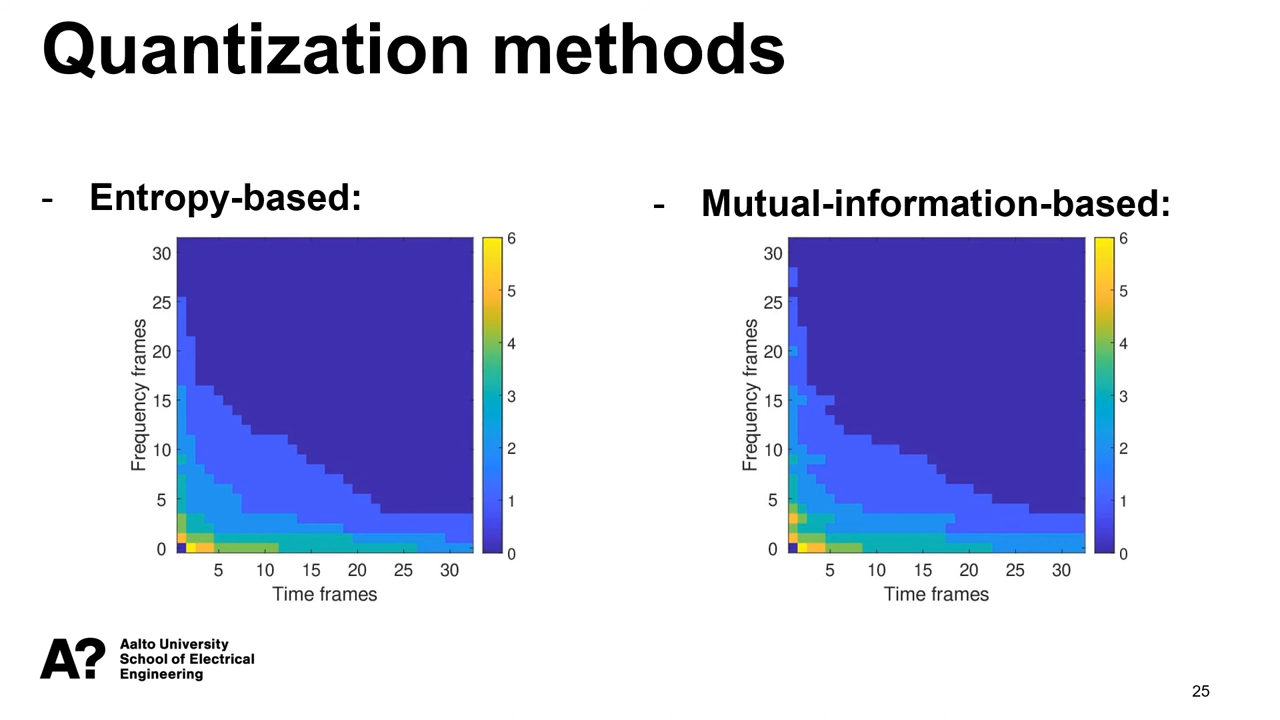 Quantization methods
- Entropy-based:
30
25
20
15
10
5
0
Frequency frames
5 10 15 20 25 30
Time frames
6
5
4
3
2
1
0
- Mutual-information-based:
30
25
20
15
10
5
0
Frequency frames
5 10 15 20 25 30
Time frames
6
5
4
3
2
1
0
A?
Aalto University
School of Electrical
Engineering
25